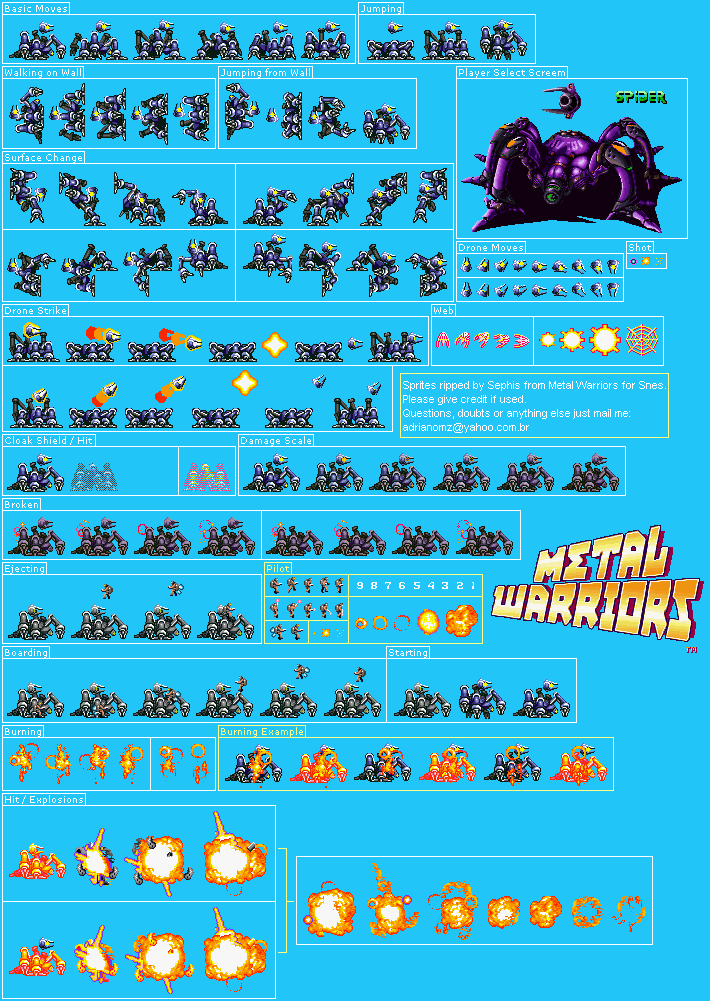 Basic Moves
Jumping
Walking on Wall
Jumping from Wall
Player Select Screem
SPIDER
Surface Change
Drone Moves
Shot
Drone Strike
Web
Sprites ripped by Sephis from Metal Warriors for Snes.
Please give credit if used.
Questions, doubts or anything else just mail me:
adrianomz@yahoo.com.br
Cloak Shield / Hit
Damage Scale
Broken
METAL
WARRIORS
TM
Ejecting
Pilot
9 8 7 6 5 4 3 2 1
Boarding
Starting
Burning
Burning Example
Hit / Explosions